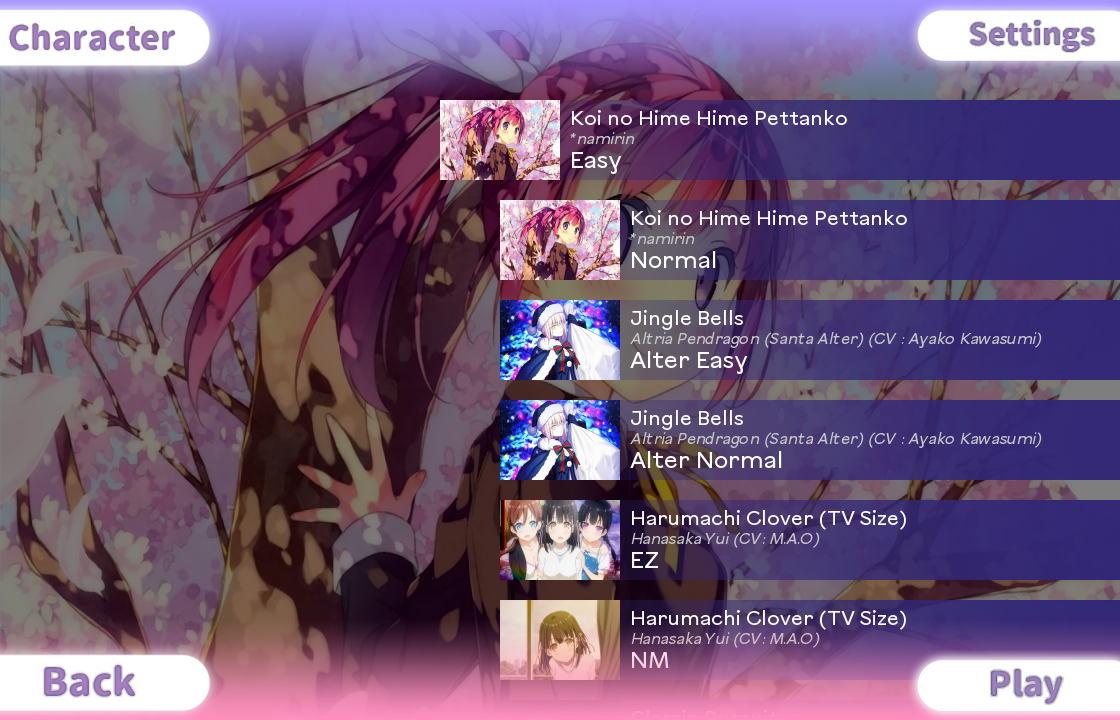 Character
Settings
Koi no Hime Hime Pettanko
*namirin
Easy
Koi no Hime Hime Pettanko
*namirin
Normal
Jingle Bells
Altria Pendragon (Santa Alter) (CV : Ayako Kawasumi)
Alter Easy
Jingle Bells
Altria Pendragon (Santa Alter) (CV : Ayako Kawasumi)
Alter Normal
Harumachi Clover (TV Size)
Hanasaka Yui (CV: M.A.O)
EZ
Harumachi Clover (TV Size)
Hanasaka Yui (CV: M.A.O)
NM
Back
Play